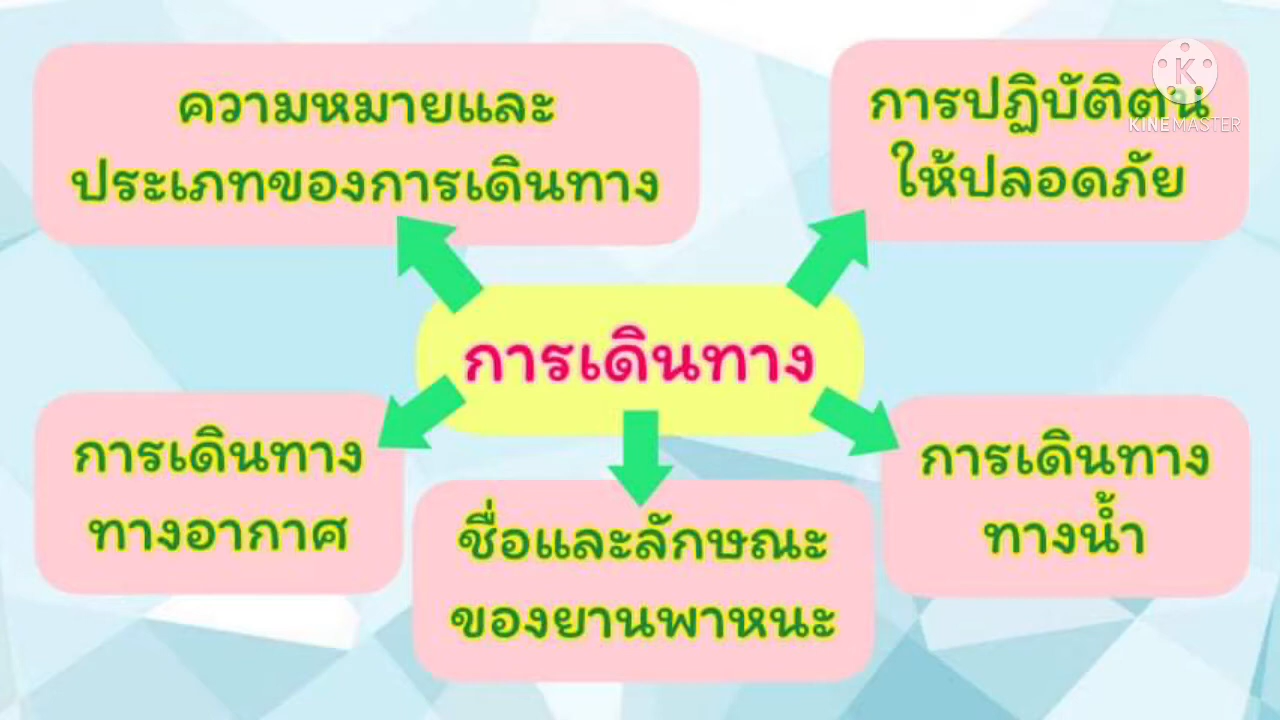 ความหมายและ
ประเภทของการเดินทาง
การปฏิบัติตน
ให้ปลอดภัย
K
KINEMASTER
การเดินทาง
การเดินทาง
ทางอากาศ
ชื่อและลักษณะ
ของยานพาหนะ
การเดินทาง
ทางน้ำ